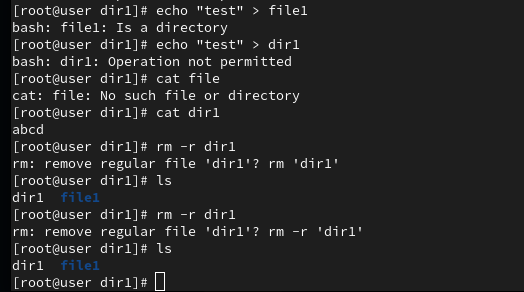 [root@user dir1]# echo "test" > file1
bash: file1: Is a directory
[root@user dir1]# echo "test" > dir1
bash: dir1: Operation not permitted
[root@user dir1]# cat file
cat: file: No such file or directory
[root@user dir1]# cat dir1
abcd
[root@user dir1]# rm -r dir1
rm: remove regular file 'dir1'? rm 'dir1'
[root@user dir1]# ls
dir1  file1
[root@user dir1]# rm -r dir1
rm: remove regular file 'dir1'? rm -r 'dir1'
[root@user dir1]# ls
dir1  file1
[root@user dir1]#